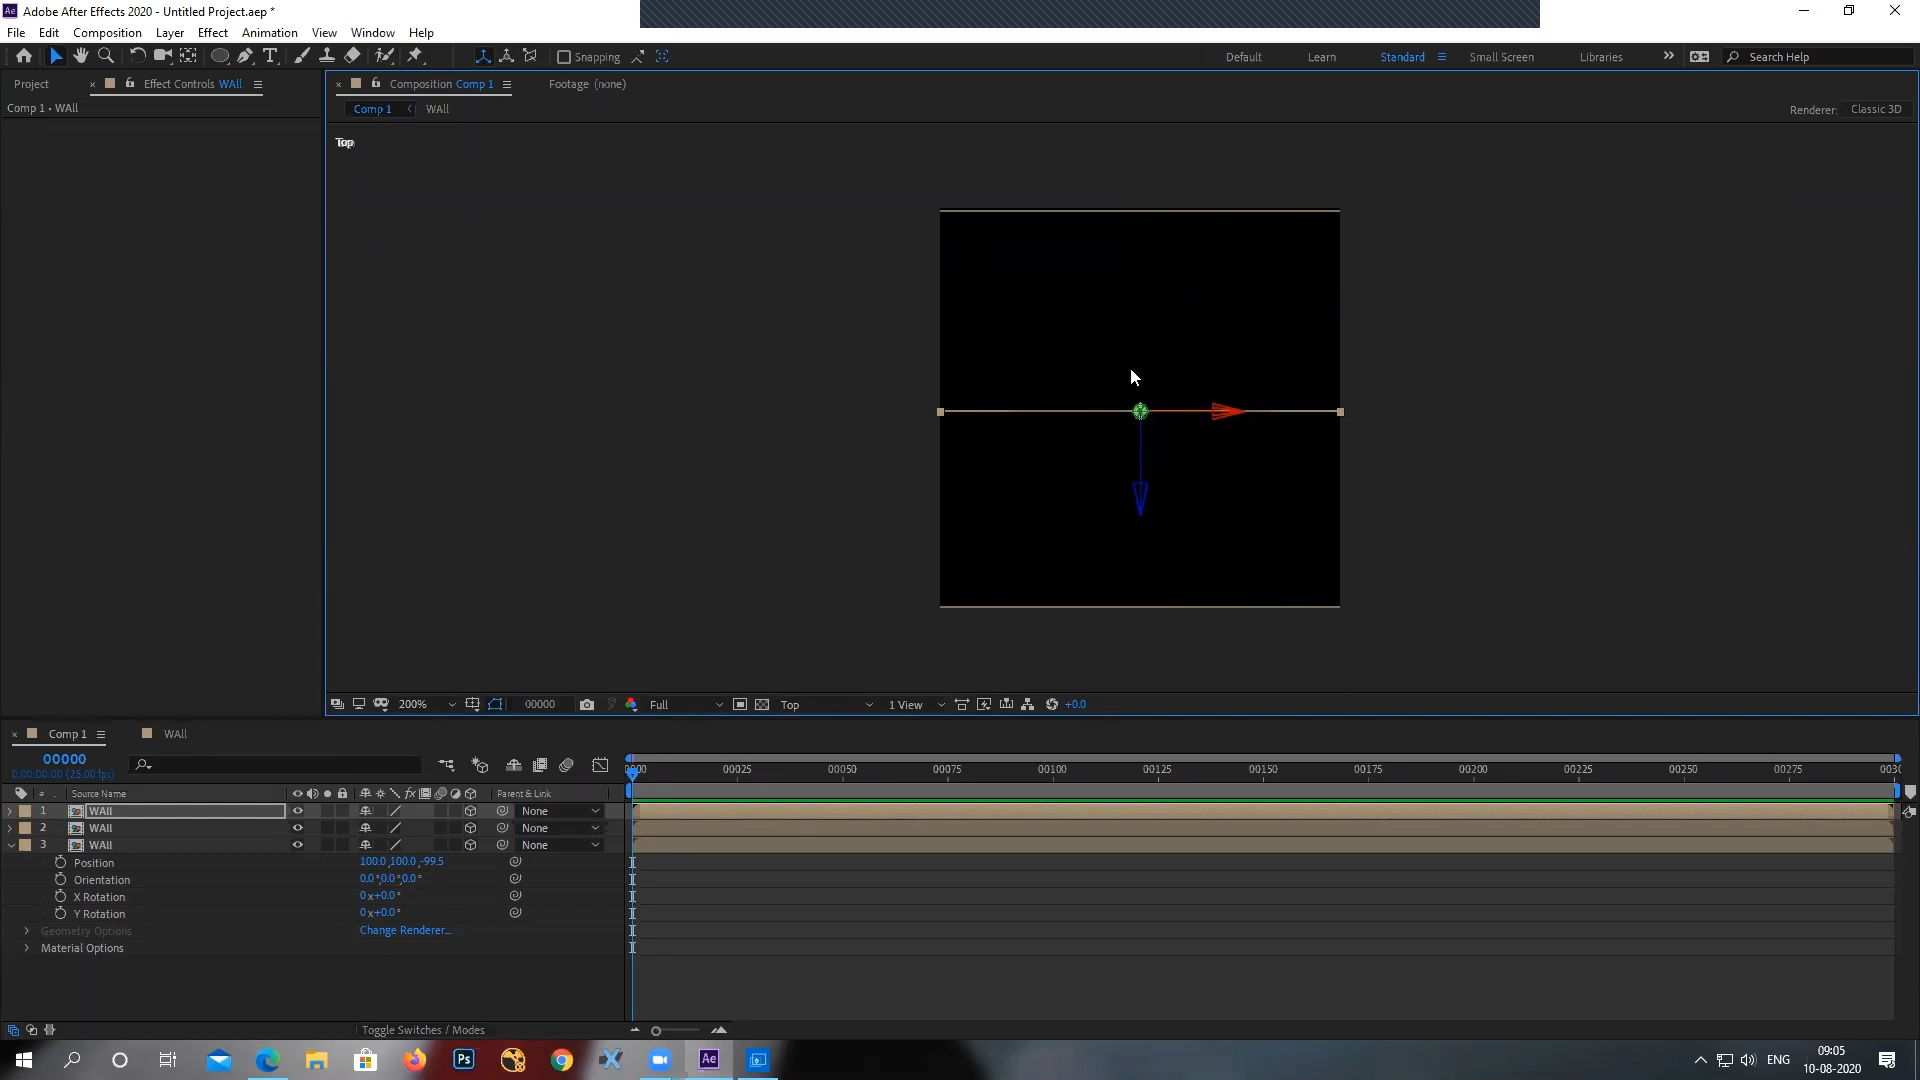 Adobe After Effects 2020 - Untitled Project.aep *
File Edit Composition Layer Effect Animation View Window Help
Snapping
Default Learn Standard Small Screen Libraries Search Help
Project Effect Controls WAll
Composition Comp 1 Footage (none)
Comp 1 • WAll
Comp 1 WAll
Renderer: Classic 3D
Top
200% 00000 Full Top 1 View +0.0
Comp 1 WAll
00000
0:00:00:00 (25.00 fps)
00025 00050 00075 00100 00125 00150 00175 00200 00225 00250 00275
# Source Name fx Parent & Link
1 WAll None
2 WAll None
3 WAll None
Position 100.0,100.0,-99.5
Orientation 0.0°,0.0°,0.0°
X Rotation 0x+0.0°
Y Rotation 0x+0.0°
Geometry Options Change Renderer...
Material Options
Toggle Switches / Modes
Ps Ae
ENG
09:05
10-08-2020